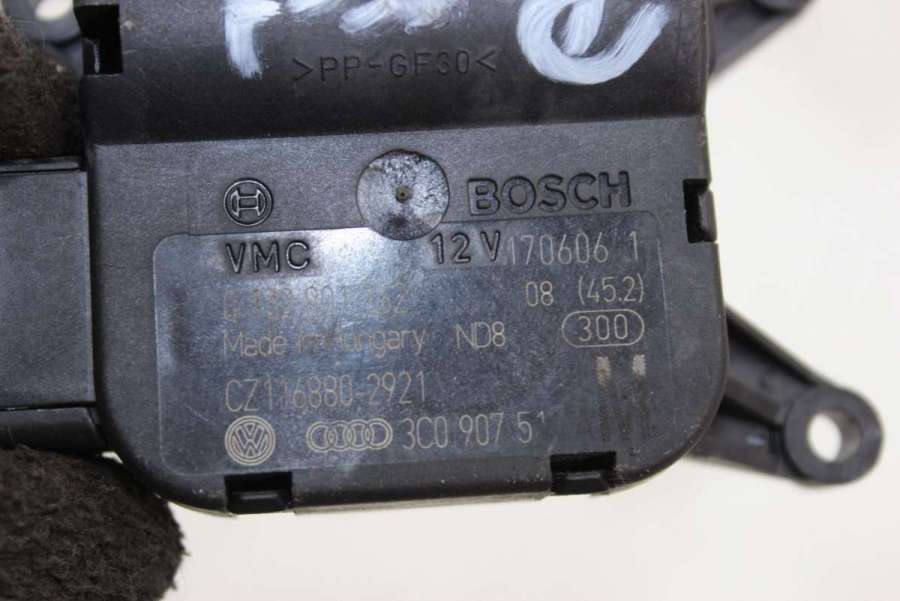 >PP-GF30<
BOSCH
VMC 12 V 170606 1
08 (45.2)
Made in Hungary ND8 300
CZ116880-2921
3C0 907 51